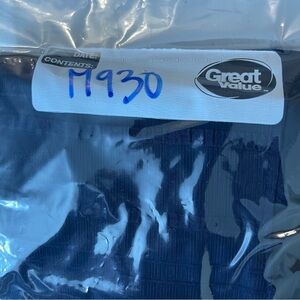 DATE:
CONTENTS:
M930
Great
Value